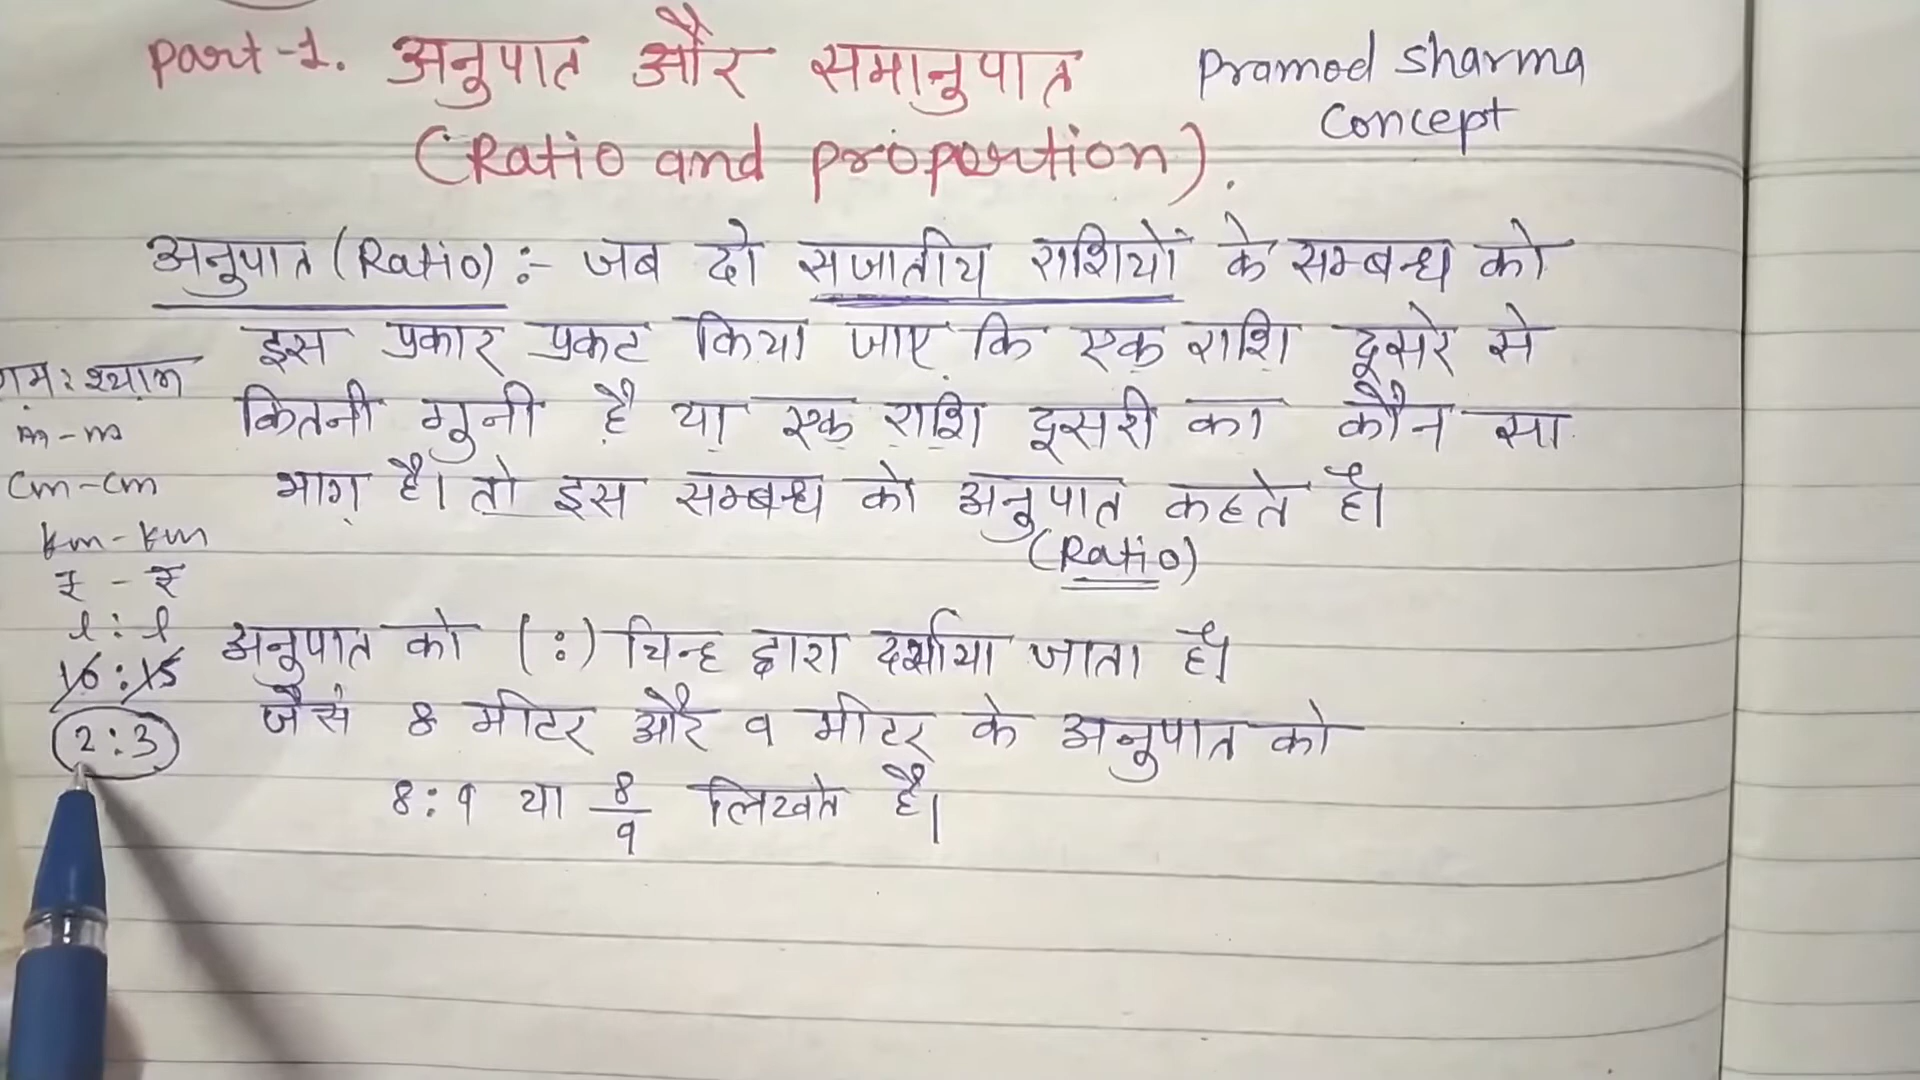 Part-1. अनुपात और समानुपात
(Ratio and proportion).
Pramod Sharma
Concept
अनुपात (Ratio) :- जब दो सजातीय राशियों के सम्बन्ध को
इस प्रकार प्रकट किया जाए कि एक राशि दूसरे से
कितनी गुनी है या एक राशि दूसरी का कौन सा
भाग है। तो इस सम्बन्ध को अनुपात कहते है।
(Ratio)
अनुपात को (:) चिन्ह द्वारा दर्शाया जाता है।
जैसे 8 मीटर और 9 मीटर के अनुपात को
8:9 या 8/9 लिखते है।
: श्याम
m-m
cm-cm
km-km
₹ - ₹
l : l
10:15
2:3